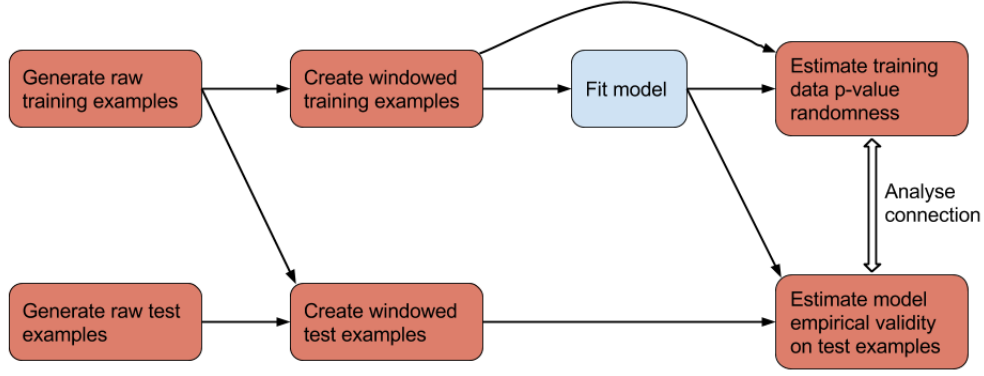 Generate raw
training examples
Create windowed
training examples
Fit model
Estimate training
data p-value
randomness
Analyse
connection
Generate raw test
examples
Create windowed
test examples
Estimate model
empirical validity
on test examples